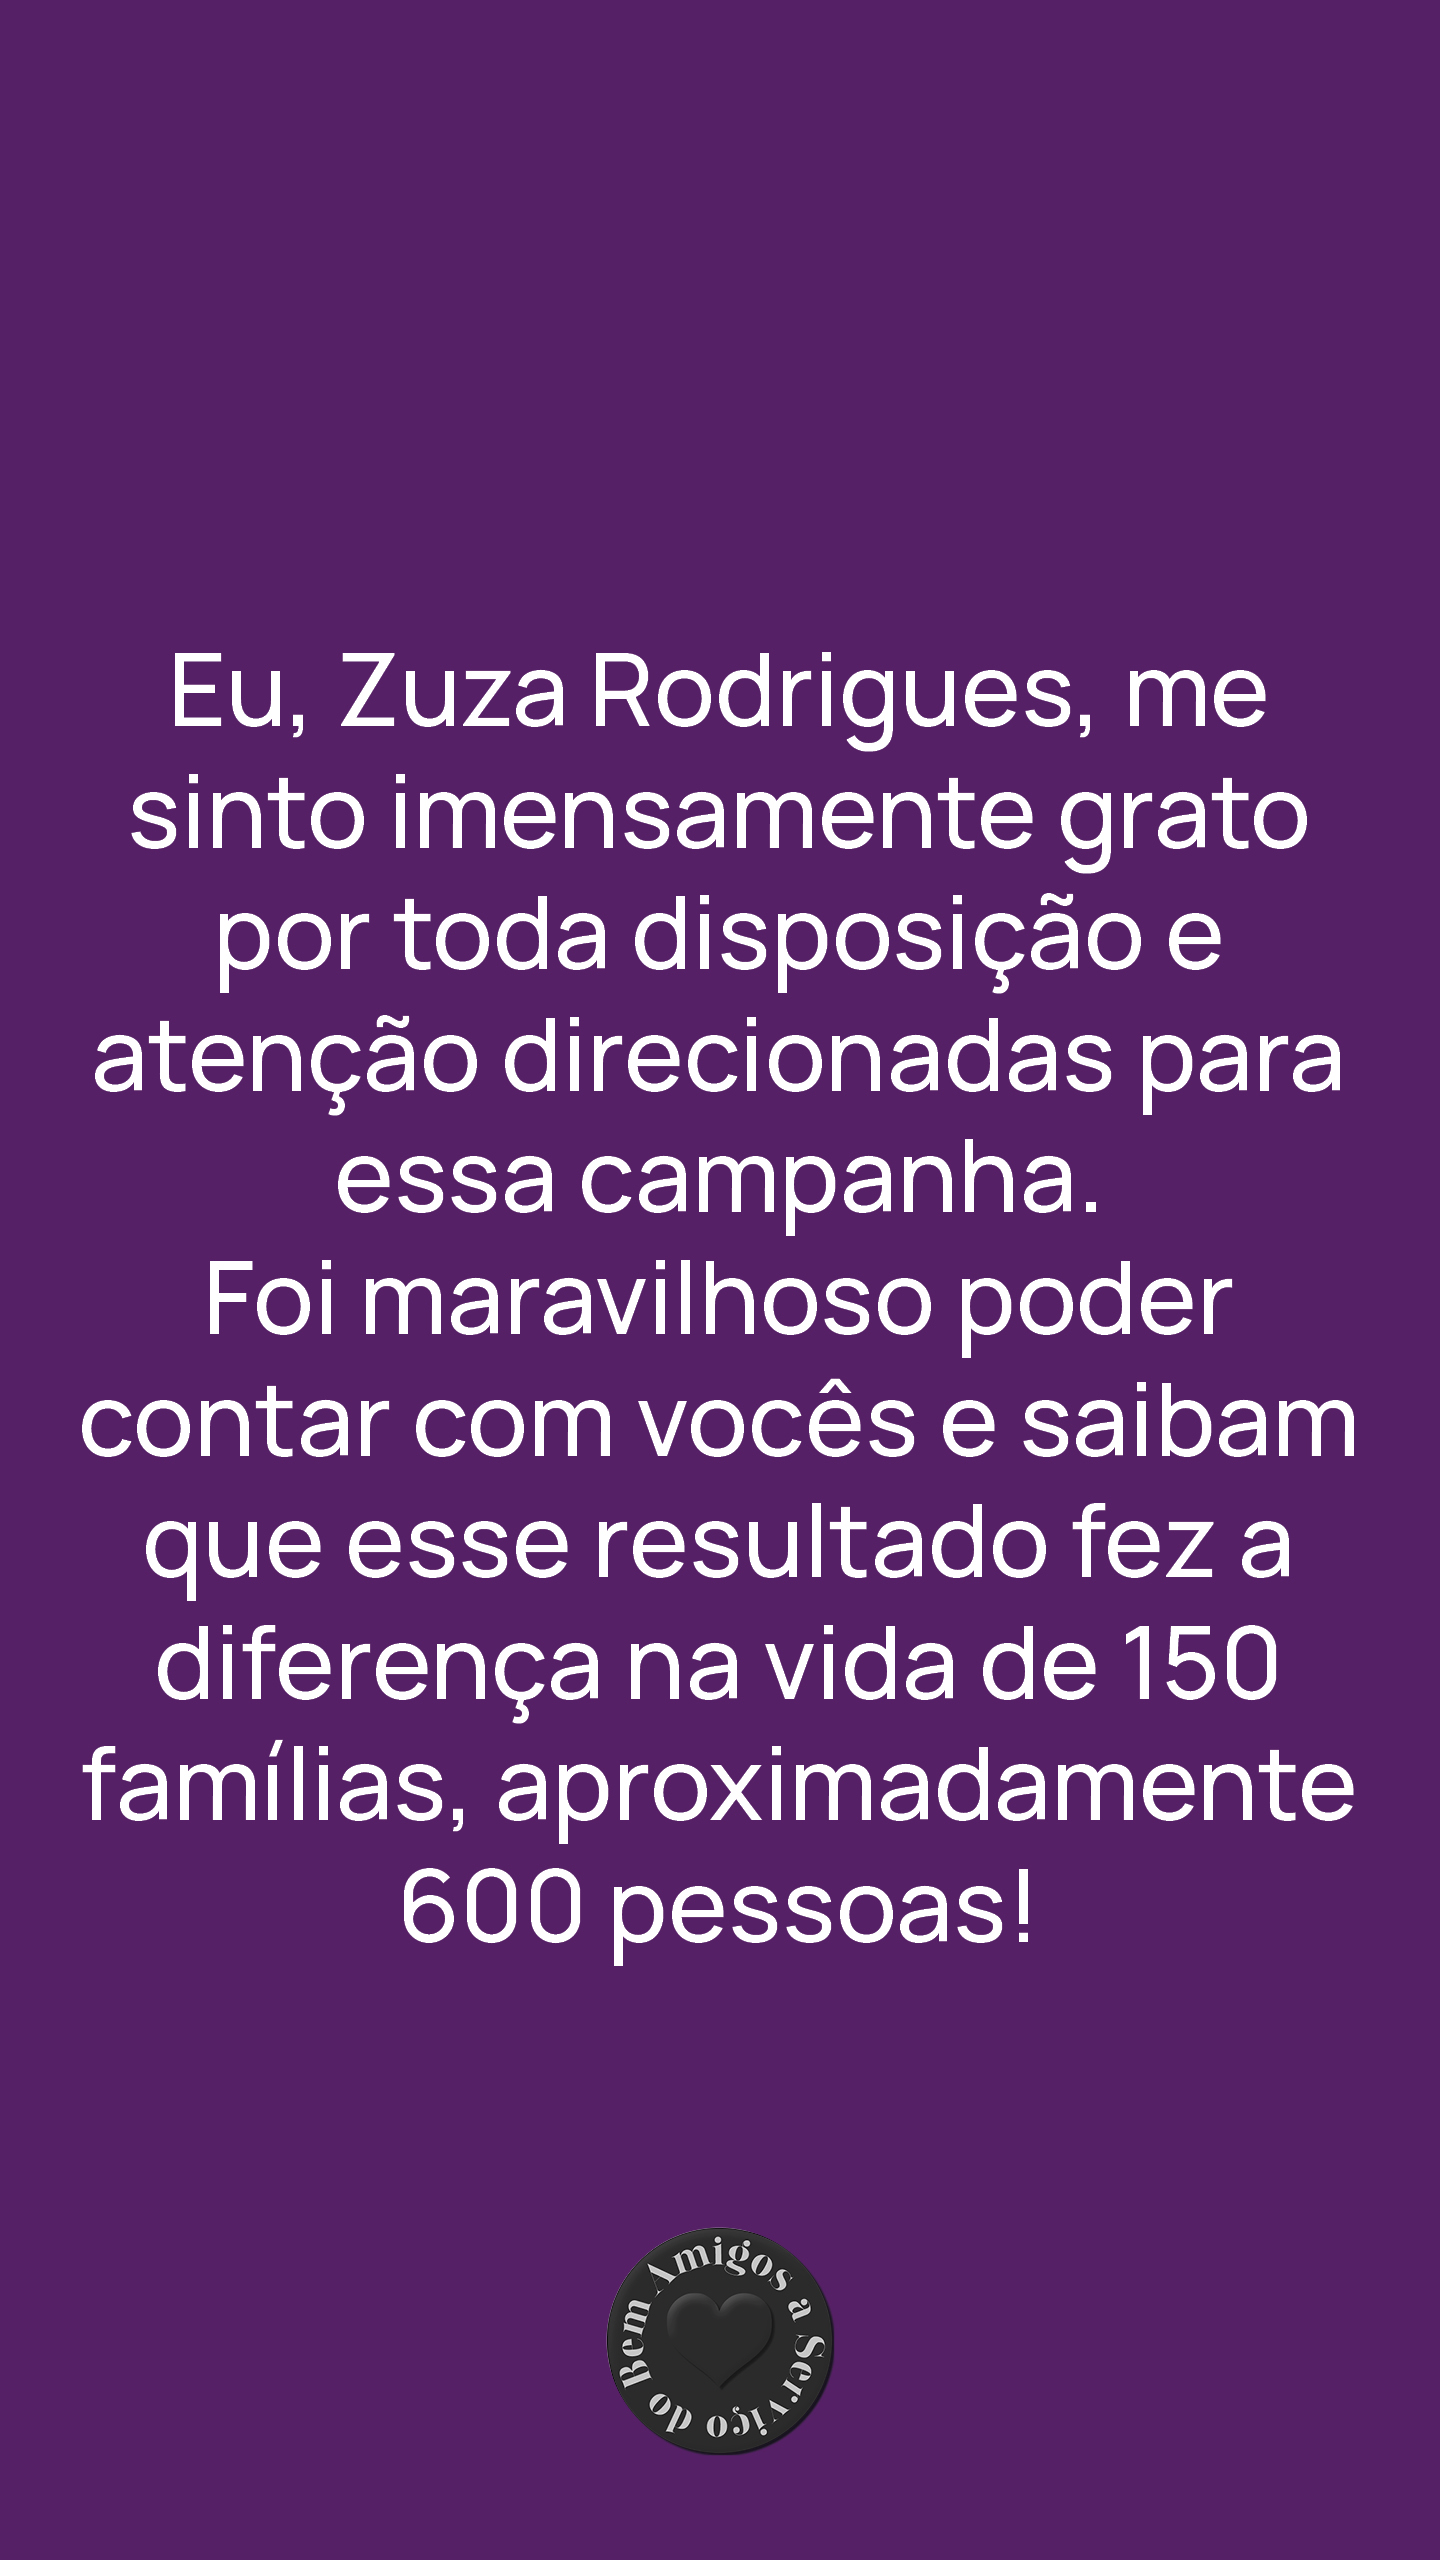 Eu, Zuza Rodrigues, me
sinto imensamente grato
por toda disposição e
atenção direcionadas para
essa campanha.
Foi maravilhoso poder
contar com vocês e saibam
que esse resultado fez a
diferença na vida de 150
famílias, aproximadamente
600 pessoas!
Amigos a Serviço do Bem